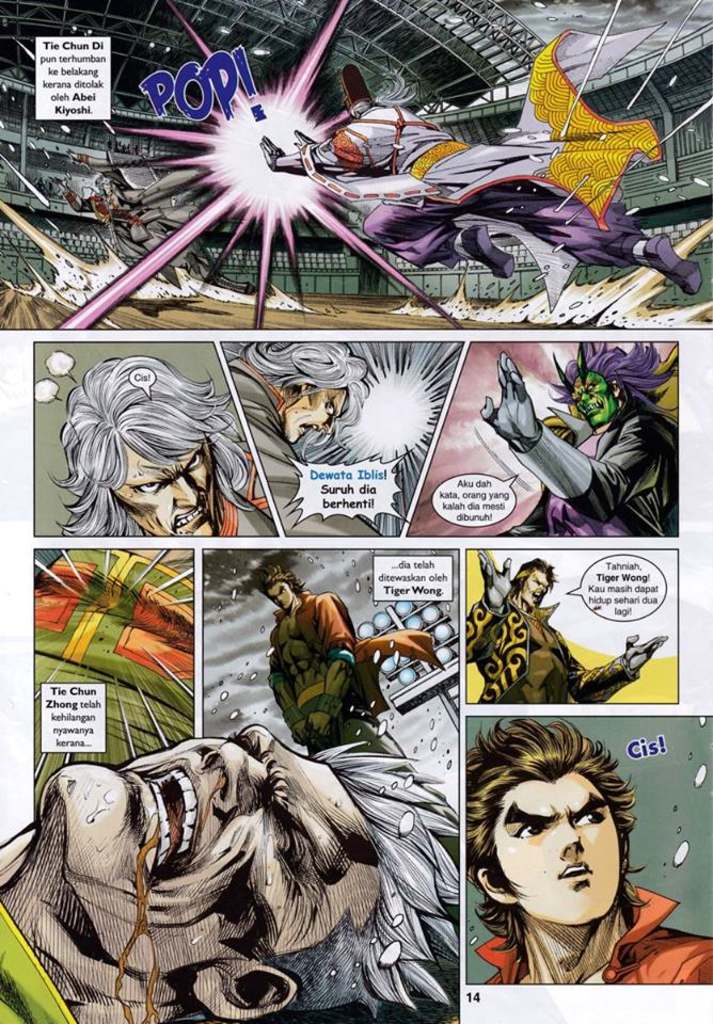 Tie Chun Di
pun terhumban
ke belakang
kerana ditolak
oleh Abei
Kiyoshi.
POP!
Cis!
Dewata Iblis!
Suruh dia
berhenti!
Aku dah
kata, orang yang
kalah dia mesti
dibunuh!
Tie Chun
Zhong telah
kehilangan
nyawanya
kerana...
...dia telah
ditewaskan oleh
Tiger Wong.
Tahniah,
Tiger Wong!
Kau masih dapat
hidup sehari dua
lagi!
Cis!
14